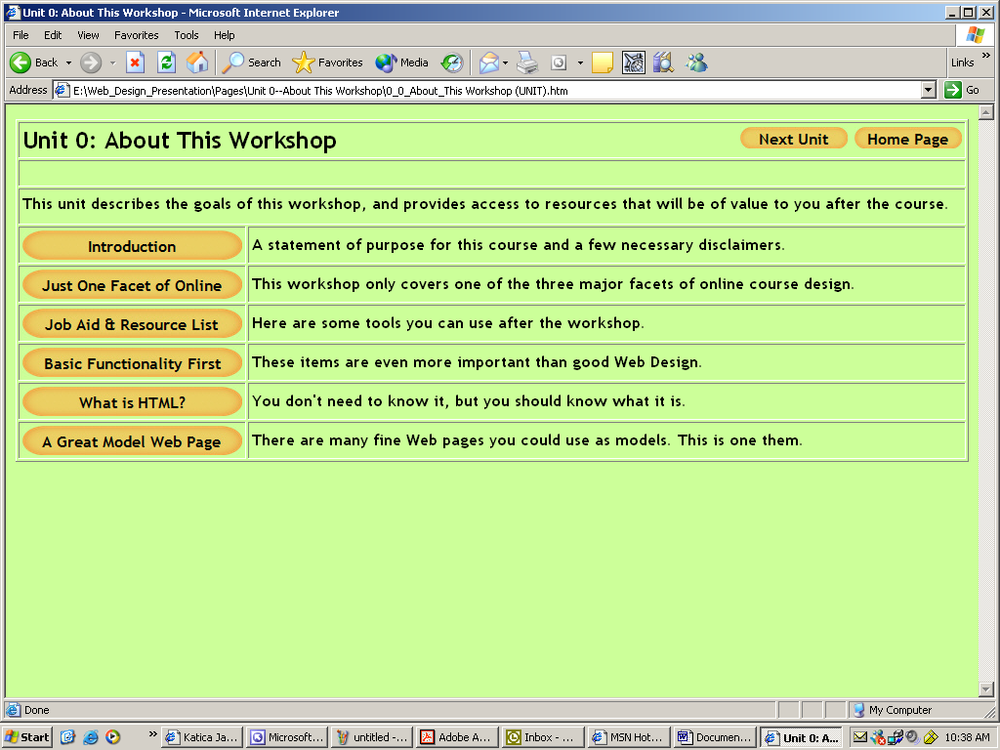 Unit 0: About This Workshop - Microsoft Internet Explorer
File Edit View Favorites Tools Help
Back Search Favorites Media Links »
Address E:\Web_Design_Presentation\Pages\Unit 0--About This Workshop\0_0_About_This Workshop (UNIT).htm Go
Unit 0: About This Workshop Next Unit Home Page
This unit describes the goals of this workshop, and provides access to resources that will be of value to you after the course.
Introduction A statement of purpose for this course and a few necessary disclaimers.
Just One Facet of Online This workshop only covers one of the three major facets of online course design.
Job Aid & Resource List Here are some tools you can use after the workshop.
Basic Functionality First These items are even more important than good Web Design.
What is HTML? You don't need to know it, but you should know what it is.
A Great Model Web Page There are many fine Web pages you could use as models. This is one them.
Done My Computer
Start » Katica Ja... Microsoft... untitled -... Adobe A... Inbox - ... MSN Hot... Documen... Unit 0: A... 10:38 AM